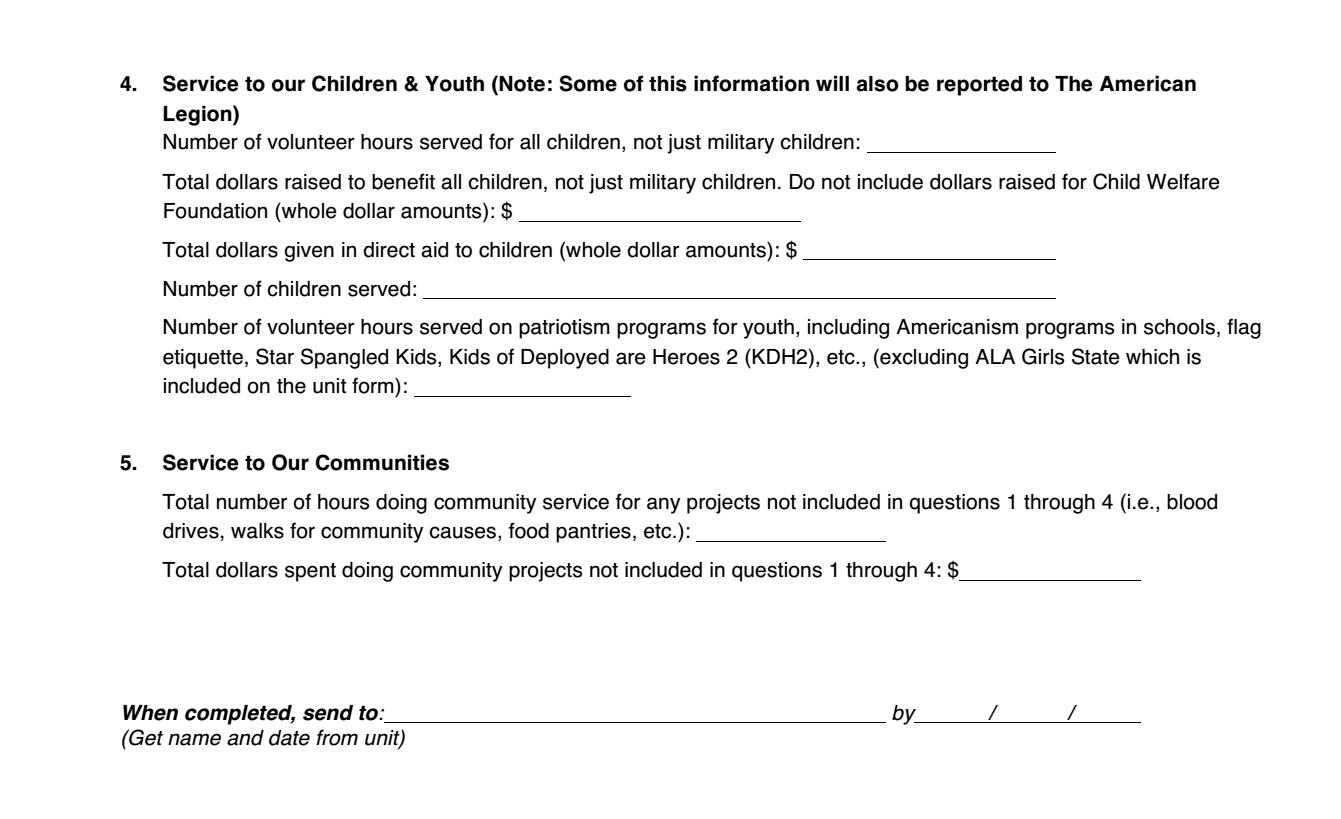 4. Service to our Children & Youth (Note: Some of this information will also be reported to The American
Legion)
Number of volunteer hours served for all children, not just military children:
Total dollars raised to benefit all children, not just military children. Do not include dollars raised for Child Welfare
Foundation (whole dollar amounts): $
Total dollars given in direct aid to children (whole dollar amounts): $
Number of children served:
Number of volunteer hours served on patriotism programs for youth, including Americanism programs in schools, flag
etiquette, Star Spangled Kids, Kids of Deployed are Heroes 2 (KDH2), etc., (excluding ALA Girls State which is
included on the unit form):
5. Service to Our Communities
Total number of hours doing community service for any projects not included in questions 1 through 4 (i.e., blood
drives, walks for community causes, food pantries, etc.):
Total dollars spent doing community projects not included in questions 1 through 4: $
When completed, send to: by / /
(Get name and date from unit)